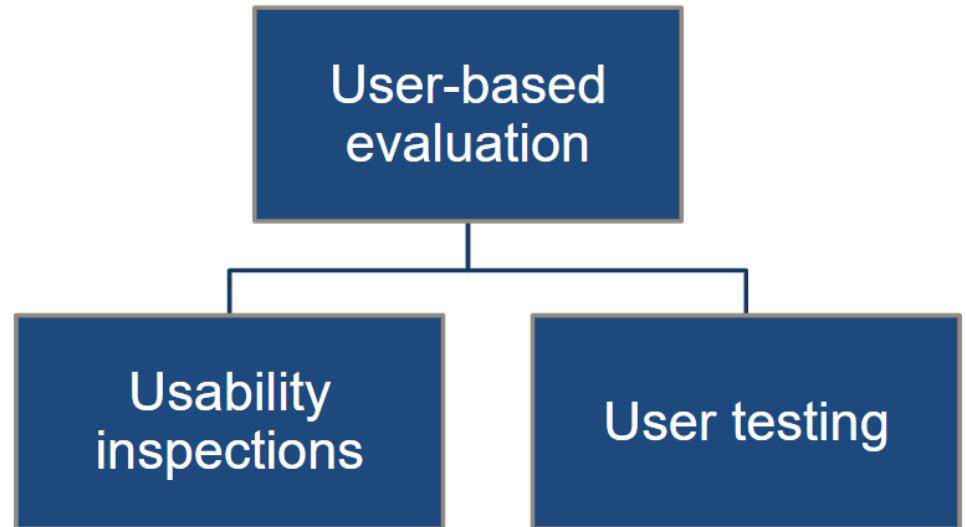 User-based
evaluation
Usability
inspections
User testing